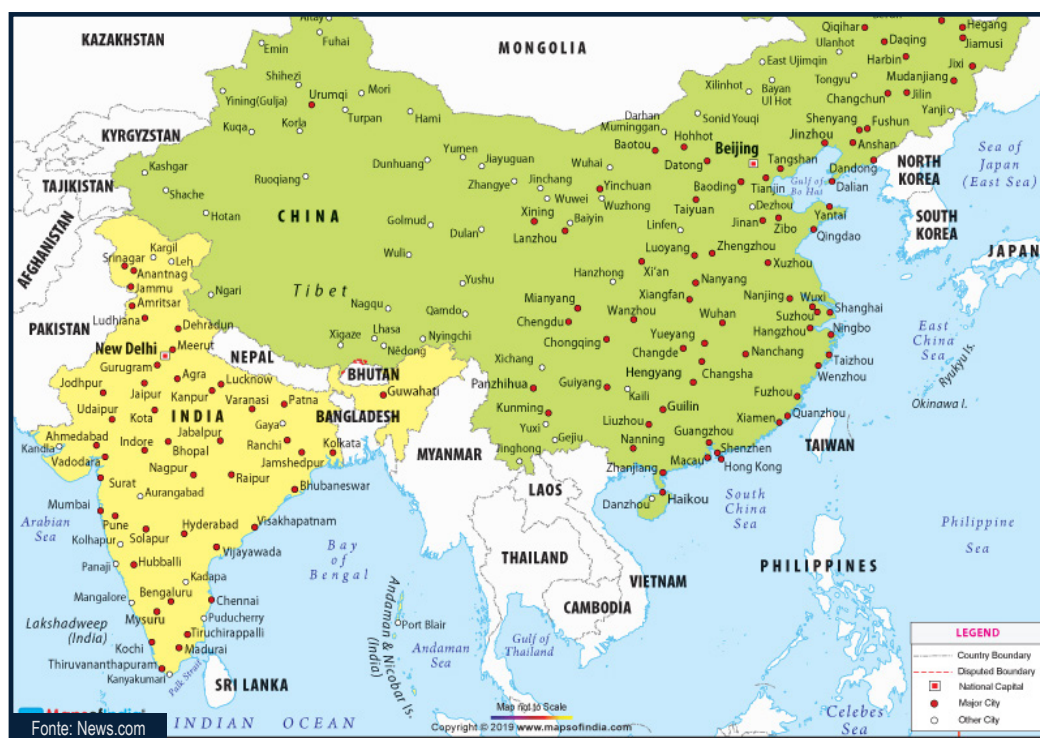 KAZAKHSTAN
MONGOLIA
KYRGYZSTAN
TAJIKISTAN
AFGHANISTAN
PAKISTAN
CHINA
Tibet
NEPAL
BHUTAN
BANGLADESH
INDIA
MYANMAR
LAOS
THAILAND
VIETNAM
CAMBODIA
PHILIPPINES
TAIWAN
NORTH
KOREA
SOUTH
KOREA
JAPAN
SRI LANKA
Emin
Fuhai
Shihezi
Mori
Yining(Gulja)
Urumqi
Turpan
Hami
Kuqa
Korla
Kashgar
Shache
Hotan
Ruoqiang
Dunhuang
Yumen
Jiayuguan
Zhangye
Jinchang
Wuwei
Golmud
Dulan
Xining
Lanzhou
Baiyin
Wuzhong
Yinchuan
Wuhai
Wuli
Yushu
Ngari
Nagqu
Qamdo
Xigaze
Lhasa
Nêdong
Nyingchi
Qiqihar
Hegang
Ulanhot
Daqing
Jiamusi
Harbin
Jixi
East Ujimqin
Tongyu
Mudanjiang
Xilinhot
Bayan
Ul Hot
Changchun
Jilin
Yanji
Darhan
Muminggan
Sonid Youqi
Shenyang
Fushun
Hohhot
Jinzhou
Anshan
Baotou
Beijing
Datong
Tangshan
Dandong
Baoding
Tianjin
Gulf of
Bo Hai
Dalian
Taiyuan
Dezhou
Yantai
Linfen
Jinan
Zibo
Qingdao
Luoyang
Zhengzhou
Xi'an
Xuzhou
Hanzhong
Nanyang
Mianyang
Xiangfan
Nanjing
Wuxi
Shanghai
Suzhou
Chengdu
Wanzhou
Wuhan
Hangzhou
Ningbo
Yueyang
Chongqing
Changde
Nanchang
Taizhou
Xichang
Hengyang
Changsha
Wenzhou
Panzhihua
Guiyang
Kaili
Fuzhou
Kunming
Guilin
Xiamen
Quanzhou
Yuxi
Liuzhou
Guangzhou
Gejiu
Nanning
Shenzhen
Jinghong
Macau
Hong Kong
Zhanjiang
Danzhou
Haikou
Kargil
Srinagar
Leh
Anantnag
Jammu
Amritsar
Ludhiana
Dehradun
New Delhi
Meerut
Gurugram
Agra
Lucknow
Jodhpur
Jaipur
Kanpur
Varanasi
Patna
Guwahati
Udaipur
Kota
Gaya
Ahmedabad
Indore
Jabalpur
Ranchi
Kolkata
Kandla
Bhopal
Vadodara
Nagpur
Jamshedpur
Surat
Raipur
Bhubaneswar
Aurangabad
Mumbai
Pune
Hyderabad
Visakhapatnam
Solapur
Kolhapur
Vijayawada
Panaji
Hubballi
Kadapa
Bengaluru
Mangalore
Chennai
Mysuru
Puducherry
Lakshadweep
(India)
Tiruchirappalli
Kochi
Madurai
Thiruvananthapuram
Kanyakumari
Palk Strait
Port Blair
Andaman & Nicobar Is.
(India)
Arabian
Sea
Bay
of
Bengal
Andaman
Sea
Gulf of
Thailand
South
China
Sea
Philippine
Sea
East
China
Sea
Ryukyu Is.
Okinawa I.
Sea of
Japan
(East Sea)
Celebes
Sea
INDIAN OCEAN
LEGEND
Country Boundary
Disputed Boundary
National Capital
Major City
Other City
Map not to Scale
Copyright © 2019 www.mapsofindia.com
Fonte: News.com